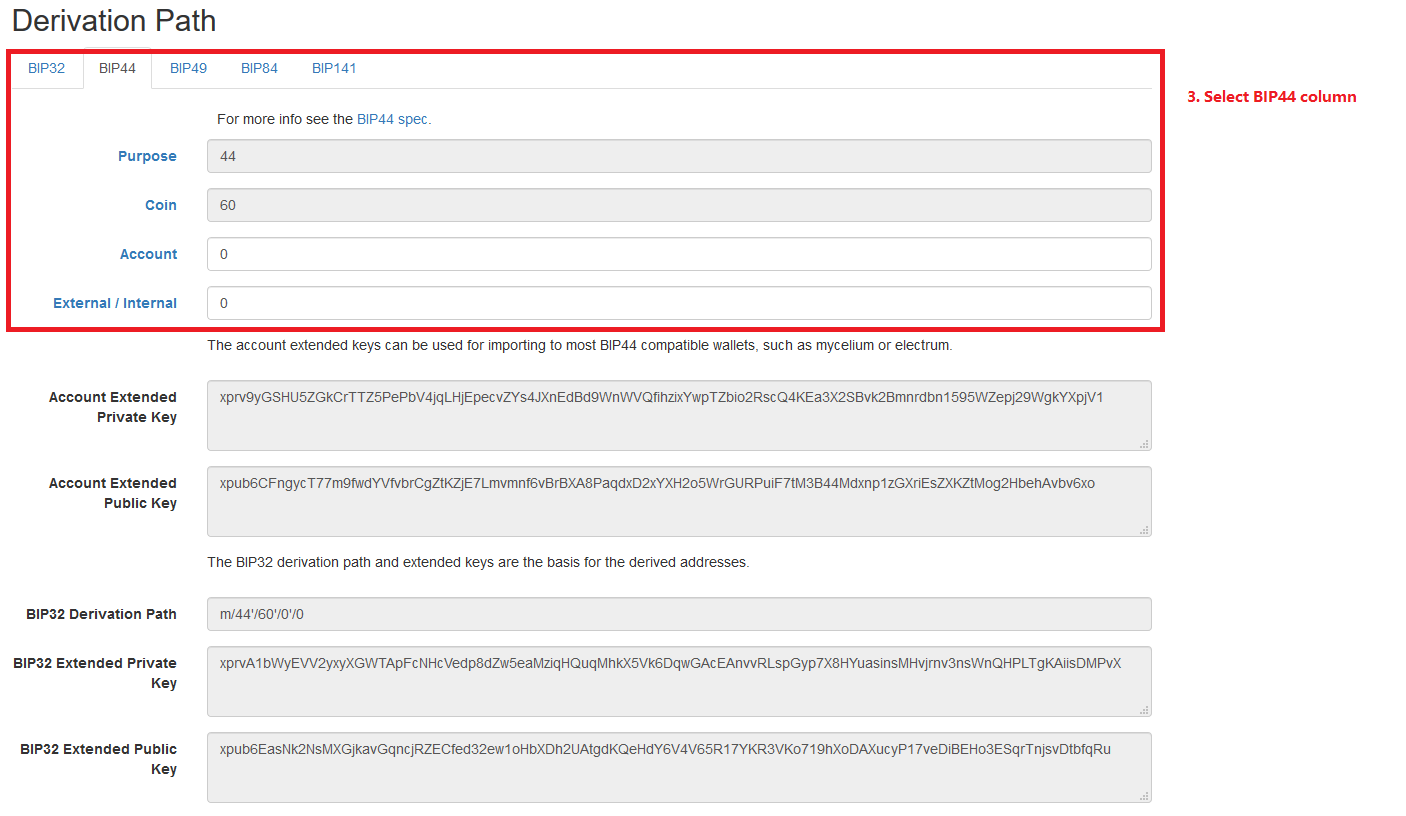 Derivation Path
BIP32 BIP44 BIP49 BIP84 BIP141
3. Select BIP44 column
For more info see the BIP44 spec.
Purpose 44
Coin 60
Account 0
External / Internal 0
The account extended keys can be used for importing to most BIP44 compatible wallets, such as mycelium or electrum.
Account Extended
Private Key
xprv9yGSHU5ZGkCrTTZ5PePbV4jqLHjEpecvZYs4JXnEdBd9WnWVQfihzixYwpTZbio2RscQ4KEa3X2SBvk2Bmnrdbn1595WZepj29WgkYXpjV1
Account Extended
Public Key
xpub6CFngycT77m9fwdYVfvbrCgZtKZjE7Lmvmnf6vBrBXA8PaqdxD2xYXH2o5WrGURPuiF7tM3B44Mdxnp1zGXriEsZXKZtMog2HbehAvbv6xo
The BIP32 derivation path and extended keys are the basis for the derived addresses.
BIP32 Derivation Path m/44'/60'/0'/0
BIP32 Extended Private
Key
xprvA1bWyEVV2yxyXGWTApFcNHcVedp8dZw5eaMziqHQuqMhkX5Vk6DqwGAcEAnvvRLspGyp7X8HYuasinsMHvjrnv3nsWnQHPLTgKAiisDMPvX
BIP32 Extended Public
Key
xpub6EasNk2NsMXGjkavGqncjRZECfed32ew1oHbXDh2UAtgdKQeHdY6V4V65R17YKR3VKo719hXoDAXucyP17veDiBEHo3ESqrTnjsvDtbfqRu